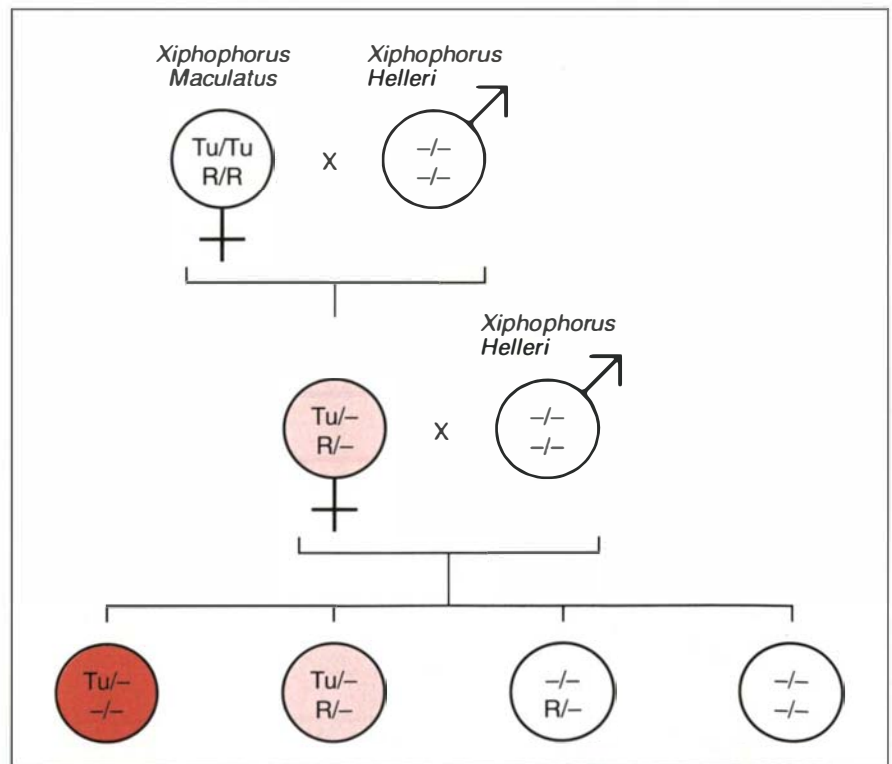 Xiphophorus
Maculatus
Xiphophorus
Helleri
Tu/Tu
R/R
x
–/–
–/–
Xiphophorus
Helleri
Tu/–
R/–
x
–/–
–/–
Tu/–
–/–
Tu/–
R/–
–/–
R/–
–/–
–/–